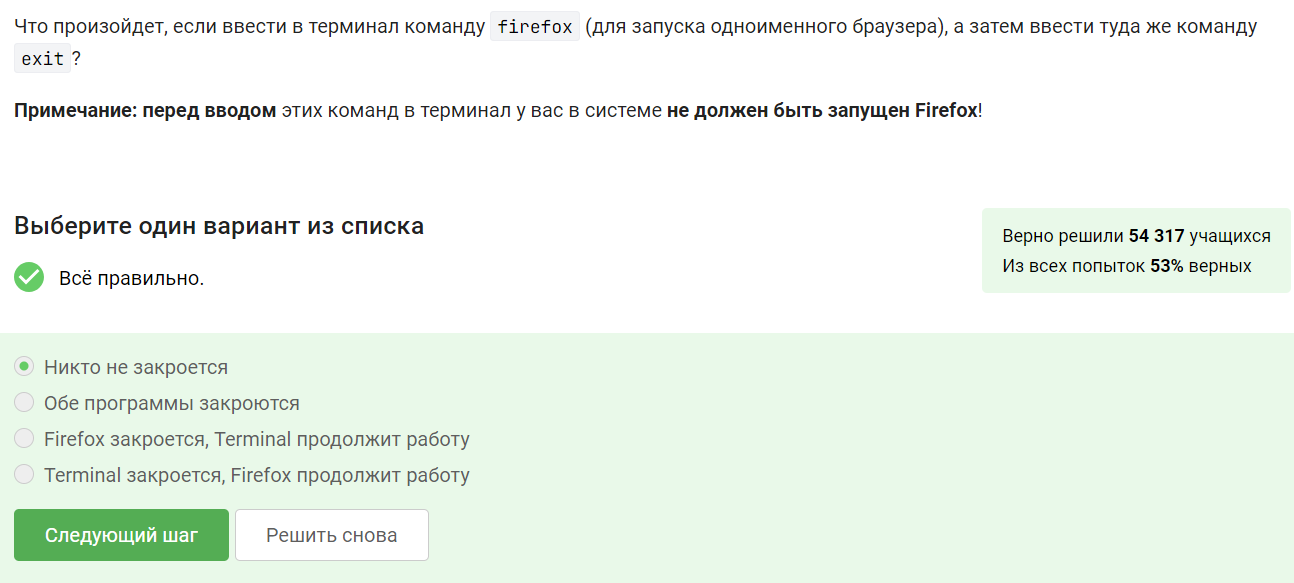 Что произойдет, если ввести в терминал команду firefox (для запуска одноименного браузера), а затем ввести туда же команду
exit ?
Примечание: перед вводом этих команд в терминал у вас в системе не должен быть запущен Firefox!
Выберите один вариант из списка
Верно решили 54 317 учащихся
Из всех попыток 53% верных
Всё правильно.
Никто не закроется
Обе программы закроются
Firefox закроется, Terminal продолжит работу
Terminal закроется, Firefox продолжит работу
Следующий шаг
Решить снова